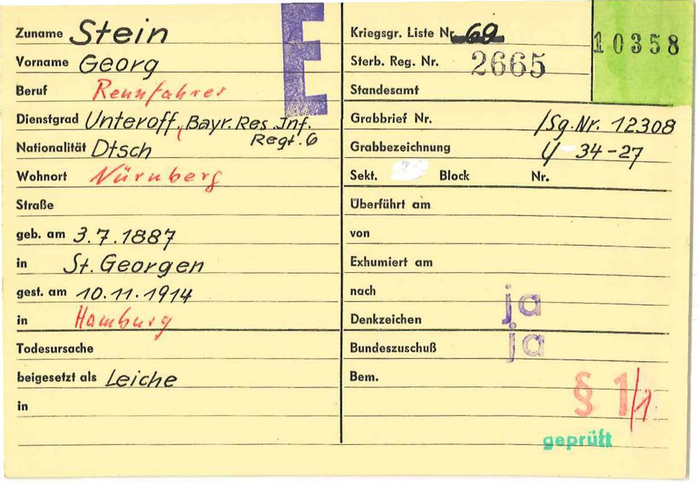 Zuname Stein
Vorname Georg
Beruf Rennfahrer
Dienstgrad Unteroff., Bayr. Res. Inf.
Regt. 6
Nationalität Dtsch
Wohnort Nürnberg
Straße
geb. am 3.7.1887
in St. Georgen
gest. am 10.11.1914
in Hamburg
Todesursache
beigesetzt als Leiche
in
E
Kriegsgr. Liste Nr. 69
10358
Sterb. Reg. Nr. 2665
Standesamt
Grabbrief Nr. /Sg. Nr. 12308
Grabbezeichnung 34-27
Sekt. Block Nr.
Überführt am
von
Exhumiert am
nach
ja
Denkzeichen
ja
Bundeszuschuß
Bem.
§ 1/1
geprüft